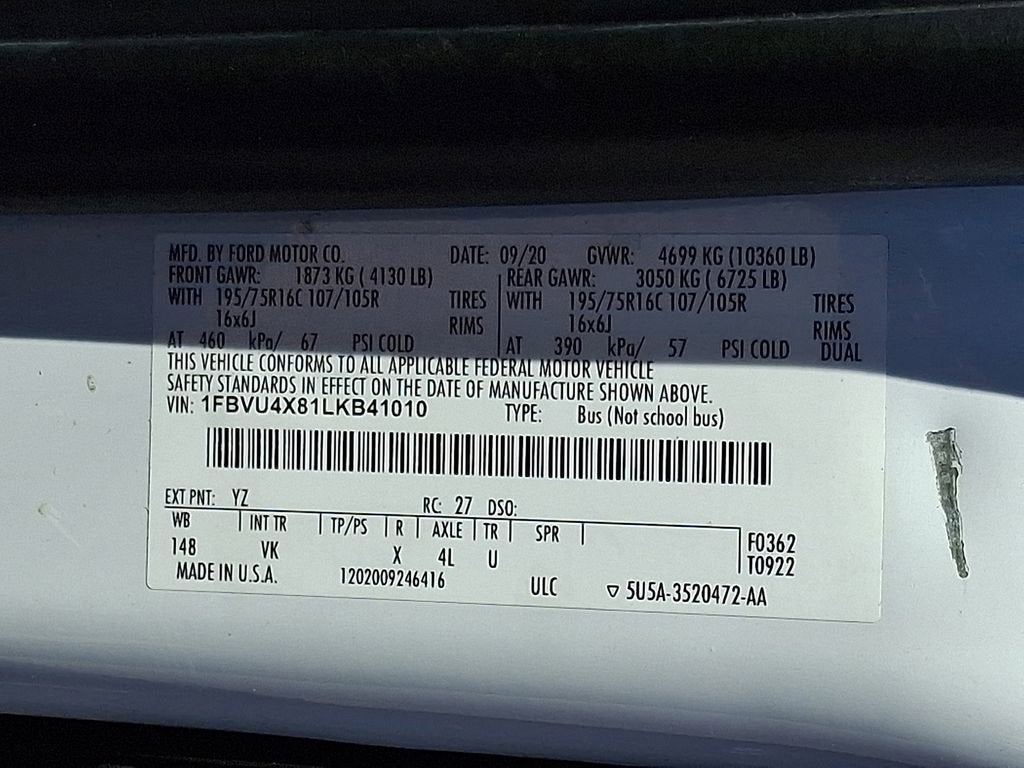 MFD. BY FORD MOTOR CO. DATE: 09/20 GVWR: 4699 KG (10360 LB)
FRONT GAWR: 1873 KG ( 4130 LB) REAR GAWR: 3050 KG ( 6725 LB)
WITH 195/75R16C 107/105R TIRES WITH 195/75R16C 107/105R TIRES
16x6J RIMS 16x6J RIMS
AT 460 kPa/ 67 PSI COLD AT 390 kPa/ 57 PSI COLD DUAL
THIS VEHICLE CONFORMS TO ALL APPLICABLE FEDERAL MOTOR VEHICLE
SAFETY STANDARDS IN EFFECT ON THE DATE OF MANUFACTURE SHOWN ABOVE.
VIN: 1FBVU4X81LKB41010 TYPE: Bus (Not school bus)
EXT PNT: YZ RC: 27 DSO:
WB INT TR TP/PS R AXLE TR SPR
148 VK X 4L U
F0362
T0922
MADE IN U.S.A. 1202009246416 ULC ▽ 5U5A-3520472-AA